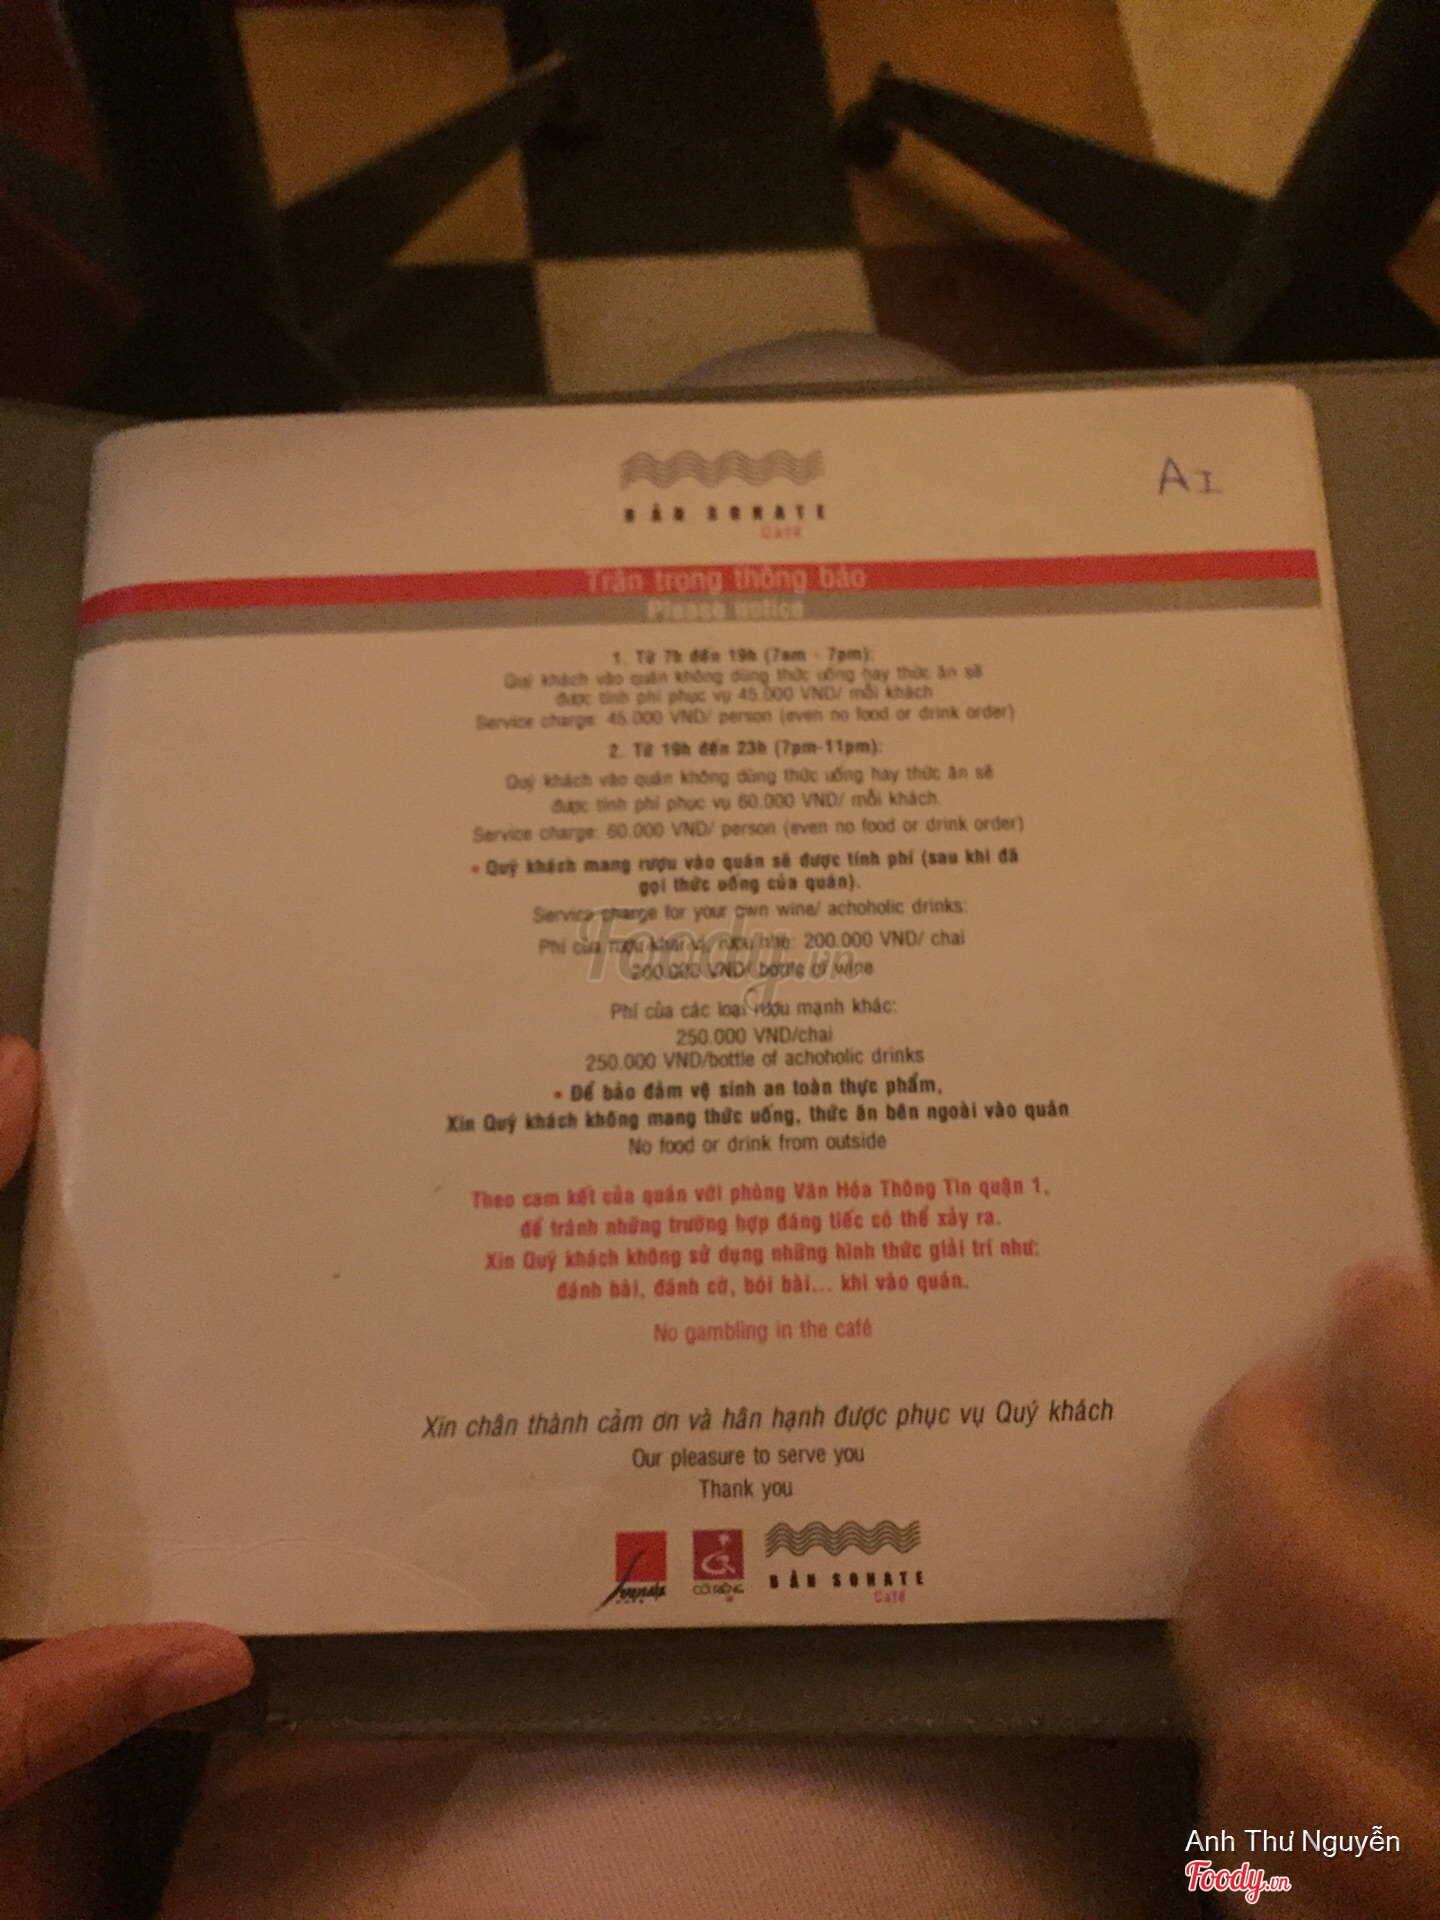 BẢN SONATE
Café
AI
Trân trọng thông báo
Please notice
1. Từ 7h đến 19h (7am - 7pm):
Quý khách vào quán không dùng thức uống hay thức ăn sẽ
được tính phí phục vụ 45.000 VND/ mỗi khách
Service charge: 45.000 VND/ person (even no food or drink order)
2. Từ 19h đến 23h (7pm-11pm):
Quý khách vào quán không dùng thức uống hay thức ăn sẽ
được tính phí phục vụ 60.000 VND/ mỗi khách.
Service charge: 60.000 VND/ person (even no food or drink order)
• Quý khách mang rượu vào quán sẽ được tính phí (sau khi đã
gọi thức uống của quán).
Service charge for your own wine/ achoholic drinks:
Phí của rượu khai vị, rượu nhẹ: 200.000 VND/ chai
200.000 VND/ bottle of wine
Foody.vn
Phí của các loại rượu mạnh khác:
250.000 VND/chai
250.000 VND/bottle of achoholic drinks
• Để bảo đảm vệ sinh an toàn thực phẩm,
Xin Quý khách không mang thức uống, thức ăn bên ngoài vào quán
No food or drink from outside
Theo cam kết của quán với phòng Văn Hóa Thông Tin quận 1,
để tránh những trường hợp đáng tiếc có thể xảy ra.
Xin Quý khách không sử dụng những hình thức giải trí như:
đánh bài, đánh cờ, bói bài... khi vào quán.
No gambling in the café
Xin chân thành cảm ơn và hân hạnh được phục vụ Quý khách
Our pleasure to serve you
Thank you
CÕI RIÊNG
BẢN SONATE
Café
Anh Thư Nguyễn
Foody.vn